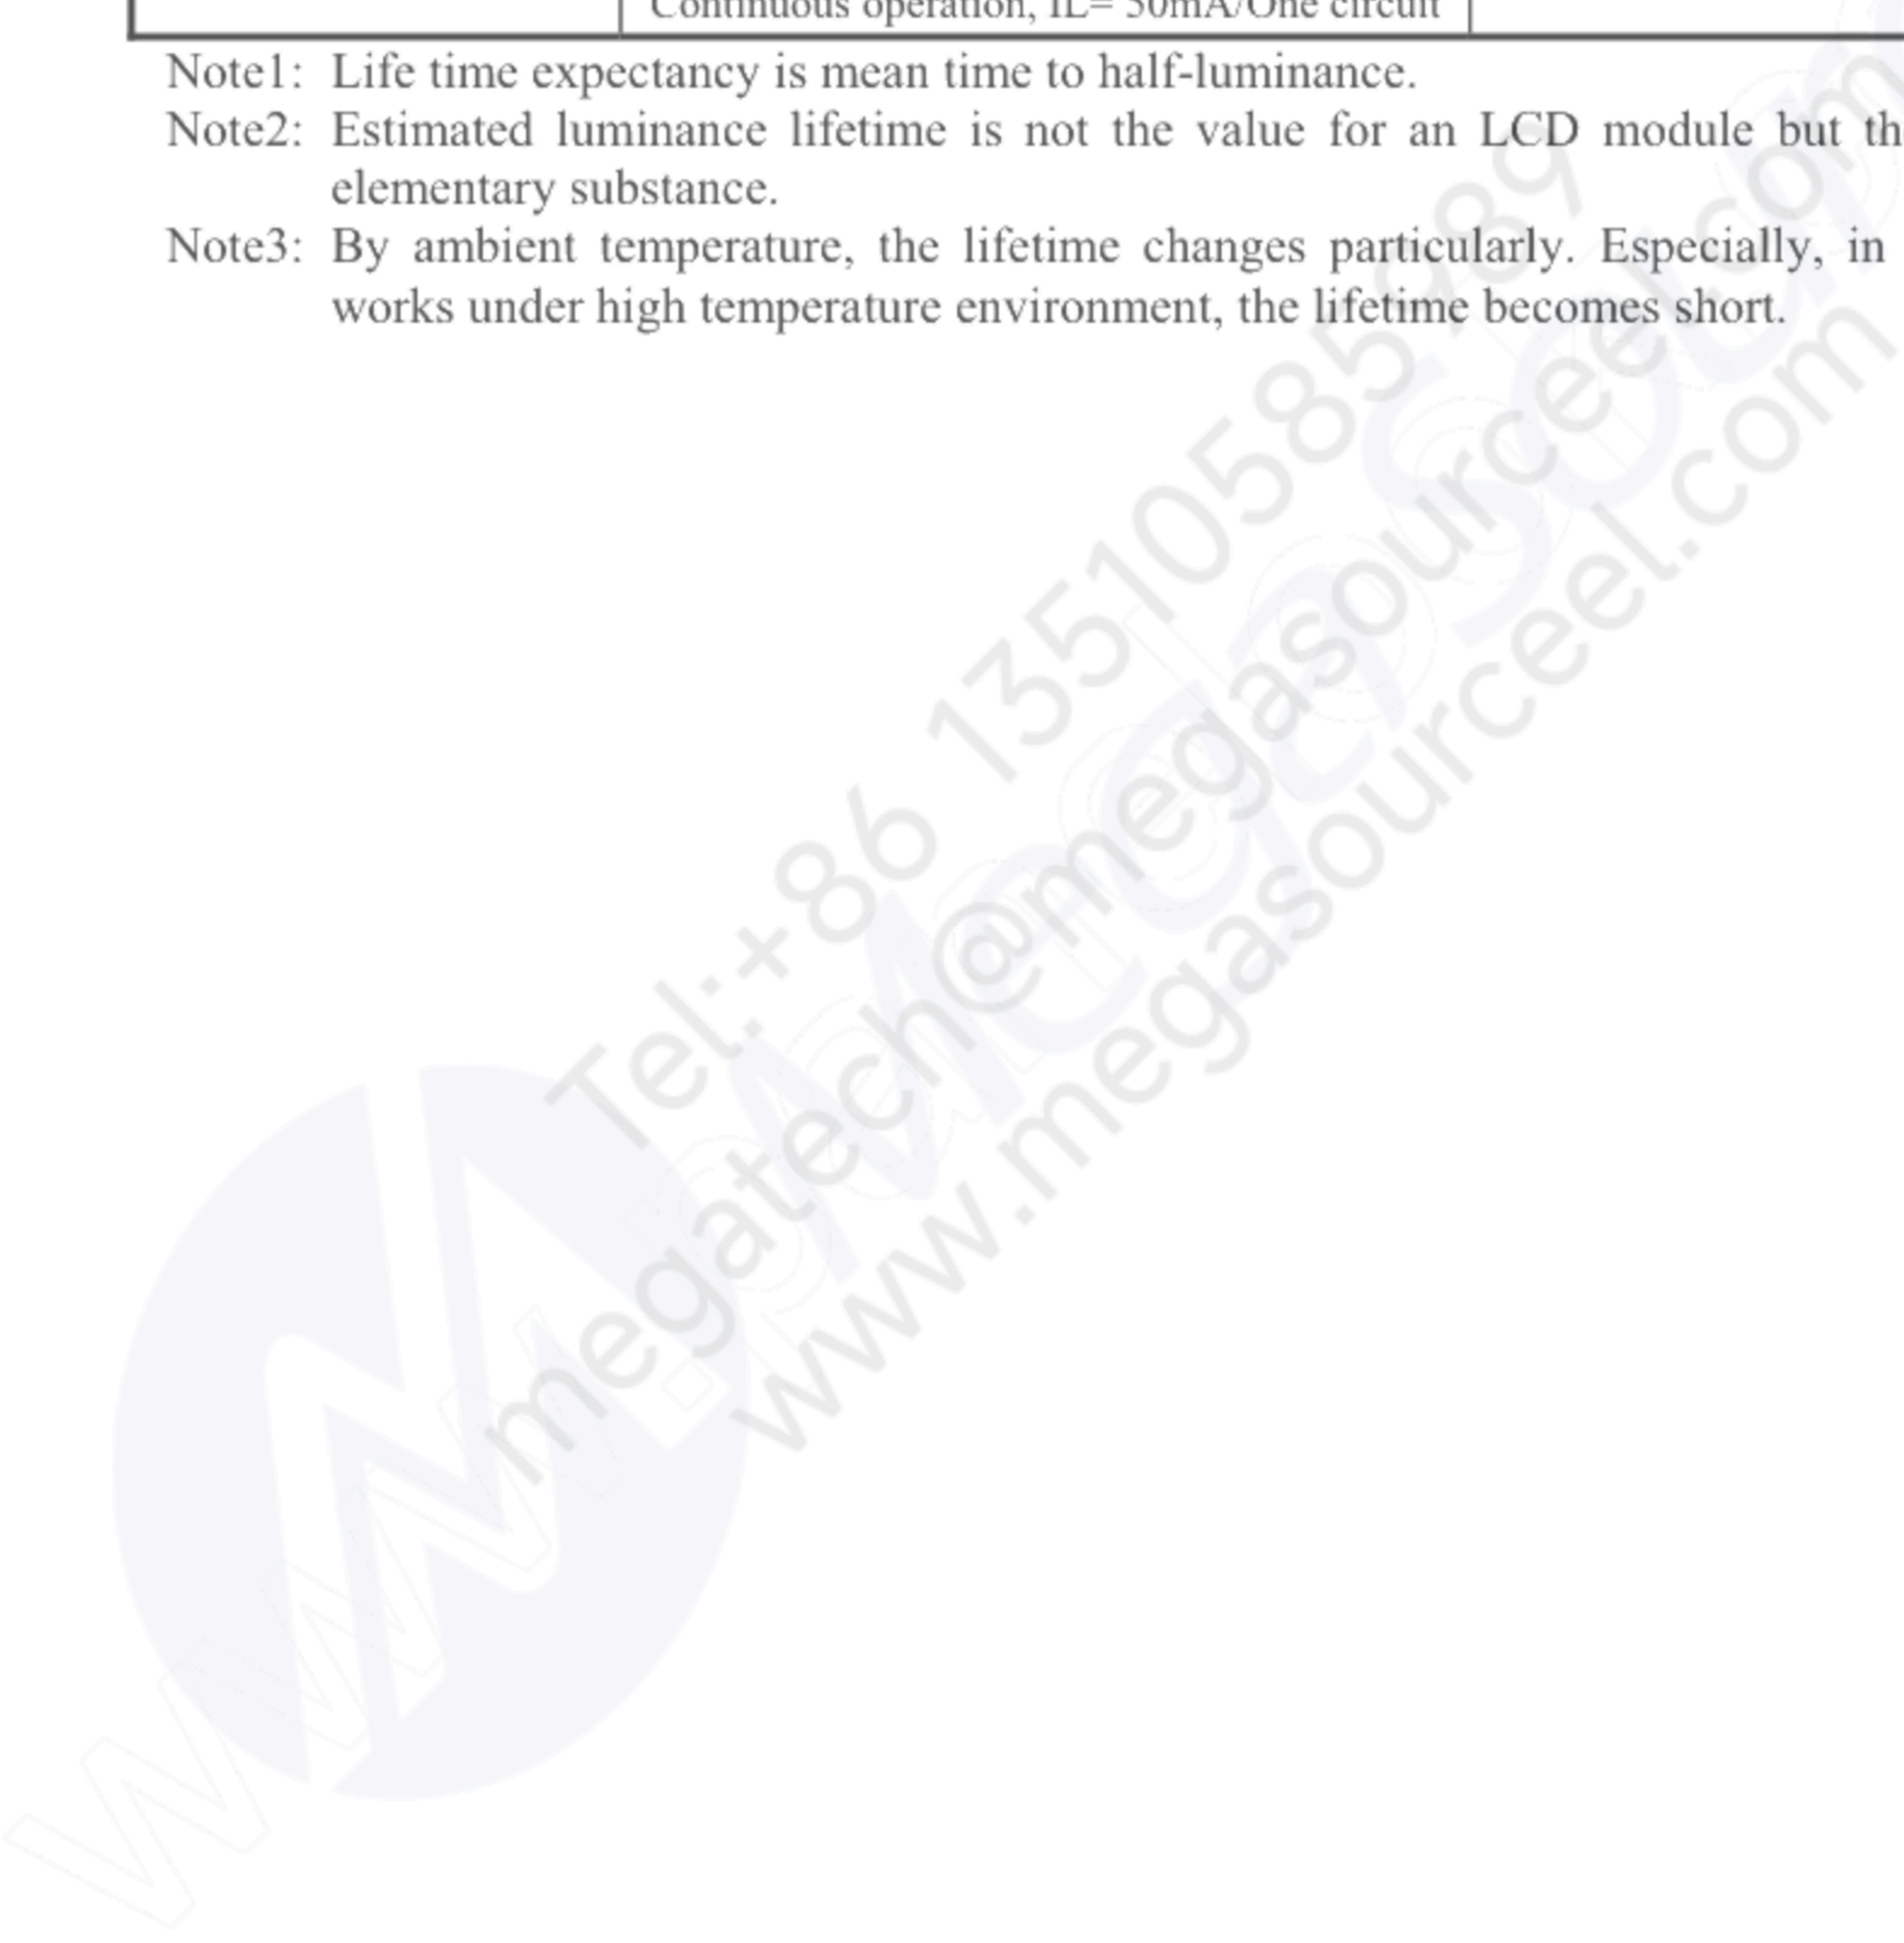 Continuous operation, IL= 50mA/One circuit
Note1: Life time expectancy is mean time to half-luminance.
Note2: Estimated luminance lifetime is not the value for an LCD module but
elementary substance.
Note3: By ambient temperature, the lifetime changes particularly. Especially, in
works under high temperature environment, the lifetime becomes short.
Tel:+86 13510585989
megatech@megasourceel.com
www.megasourceel.com